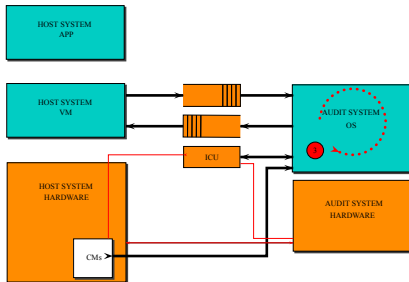 HOST SYSTEM
APP
HOST SYSTEM
VM
AUDIT SYSTEM
OS
ICU
HOST SYSTEM
HARDWARE
CMs
AUDIT SYSTEM
HARDWARE